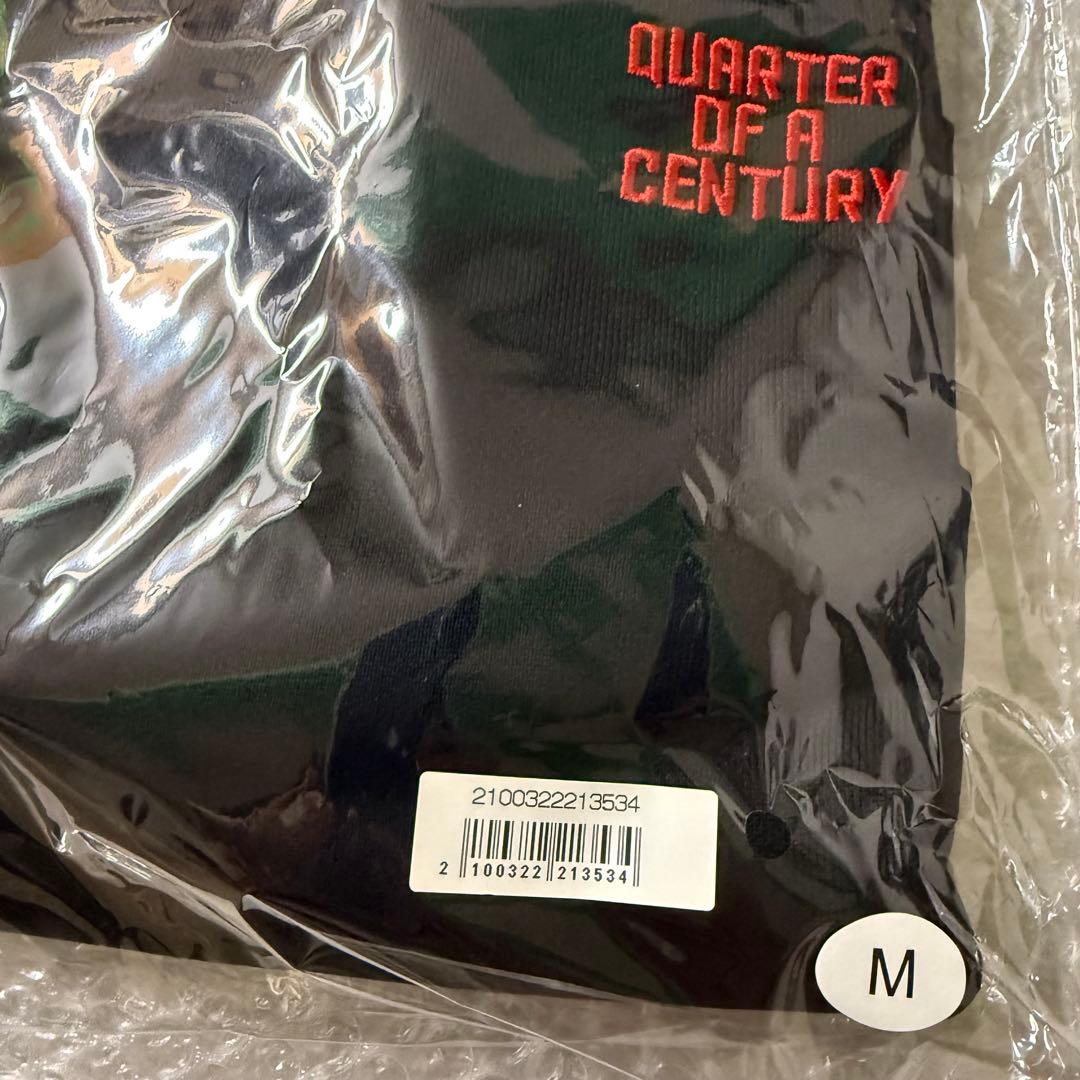 QUARTER
OF A
CENTURY
2100322213534
2 100322 213534
M